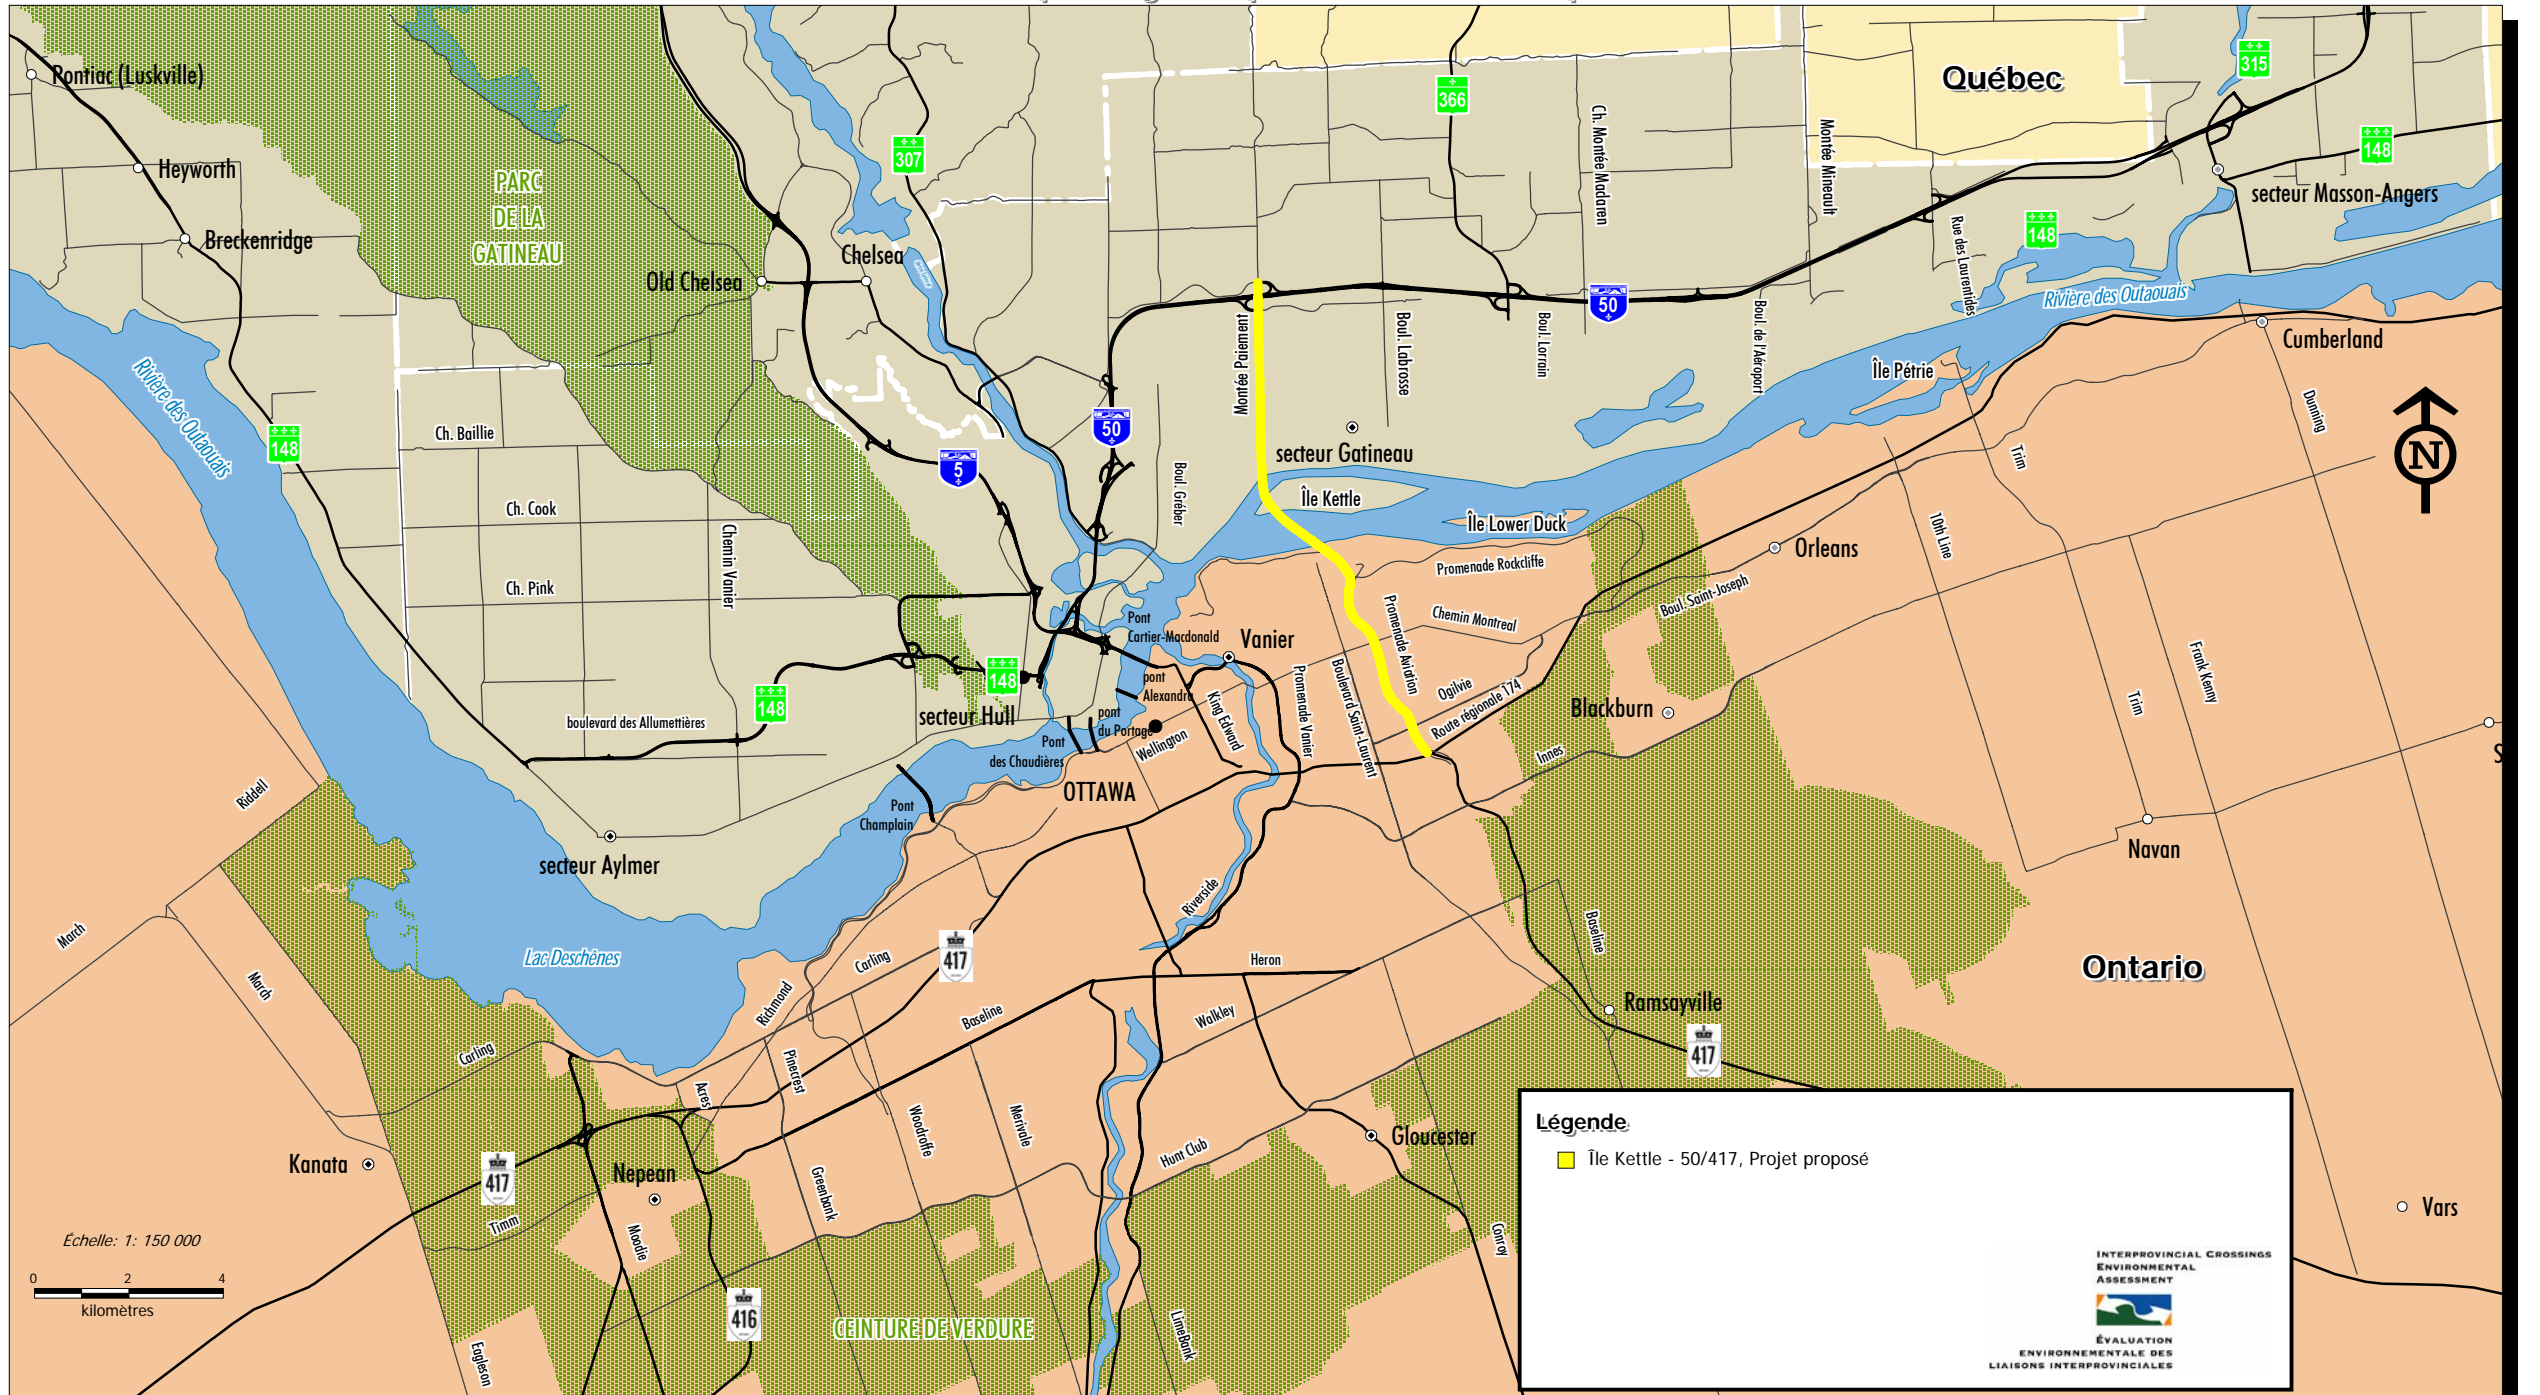 Pontiac (Luskville)
Heyworth
Breckenridge
PARC
DE LA
GATINEAU
307
366
Québec
315
148
secteur Masson-Angers
Ch. Montée Madaren
Montée Mineault
Rue des Laurentides
148
Rivière des Outaouais
Old Chelsea
Chelsea
50
Cumberland
Dunning
Montée Paiement
Boul. Labrosse
Boul. Lorrain
Boul. de l'Aéroport
Île Pétrie
Rivière des Outaouais
148
Ch. Baillie
50
5
secteur Gatineau
Île Kettle
Île Lower Duck
Boul. Gréber
Trim
10th Line
N
Ch. Cook
Chemin Vanier
Ch. Pink
Orleans
Promenade Rockcliffe
Chemin Montreal
Boul. Saint-Joseph
Promenade Aviation
Pont
Cartier-Macdonald
Vanier
pont
Alexandra
King Edward
Promenade Vanier
Boulevard Saint-Laurent
Ogilvie
Route régionale 174
Blackburn
Innes
Frank Kenny
Trim
148
148
secteur Hull
boulevard des Allumettières
pont
du Portage
Pont
des Chaudières
Wellington
OTTAWA
Pont
Champlain
S
Riddell
secteur Aylmer
Navan
March
March
Lac Deschênes
Riverside
Carling
417
Richmond
Heron
Baseline
Baseline
Walkley
Ontario
Ramsayville
417
Carling
Acres
Pinecrest
Woodroffe
Merivale
Hunt Club
Gloucester
Kanata
417
Nepean
Timm
Moodie
Greenbank
Conroy
Vars
416
CEINTURE DE VERDURE
LimeBank
Eagleson
Échelle: 1: 150 000
0 2 4
kilomètres
Légende
Île Kettle - 50/417, Projet proposé
INTERPROVINCIAL CROSSINGS
ENVIRONMENTAL
ASSESSMENT
ÉVALUATION
ENVIRONNEMENTALE DES
LIAISONS INTERPROVINCIALES